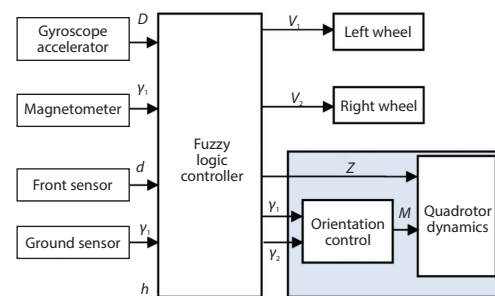 D
Gyroscope
accelerator
γ₁
Magnetometer
d
Front sensor
γ₁
Ground sensor
h
Fuzzy
logic
controller
V₁
Left wheel
V₂
Right wheel
Z
γ₁
γ₂
Orientation
control
M
Quadrotor
dynamics